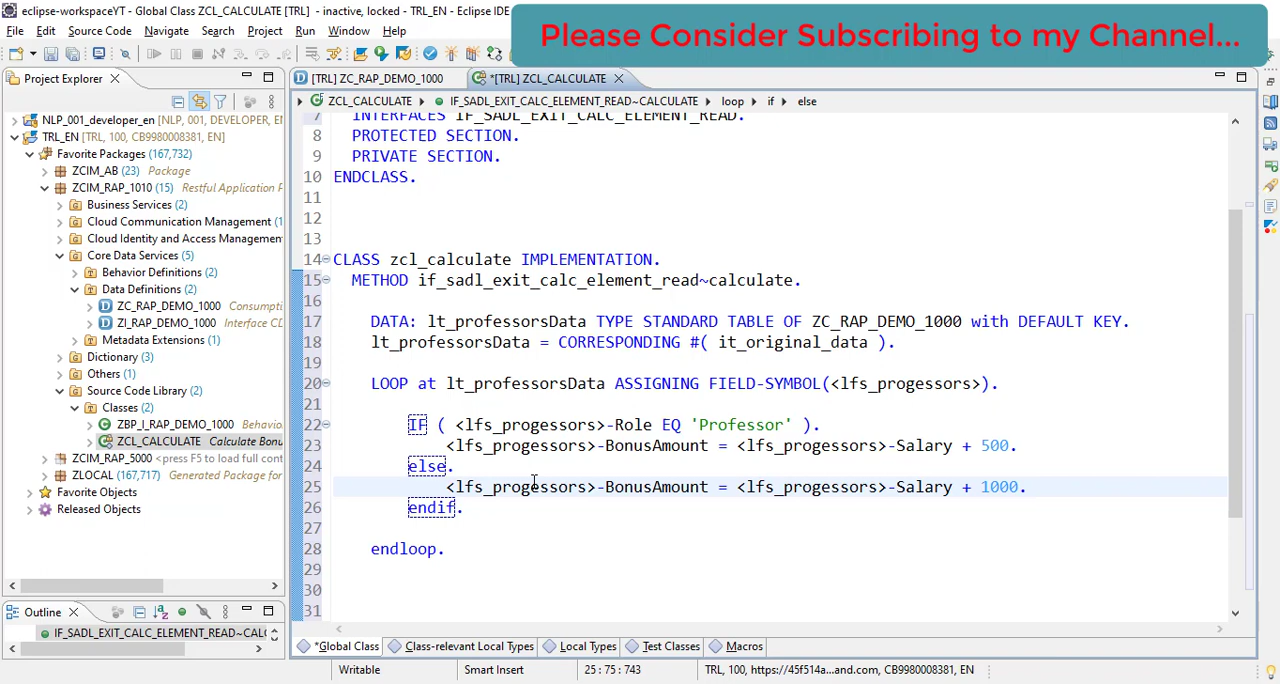 eclipse-workspaceYT - Global Class ZCL_CALCULATE [TRL] - inactive, locked - TRL_EN - Eclipse IDE
Please Consider Subscribing to my Channel...
File Edit Source Code Navigate Search Project Run Window Help
Project Explorer
[TRL] ZC_RAP_DEMO_1000
*[TRL] ZCL_CALCULATE
ZCL_CALCULATE IF_SADL_EXIT_CALC_ELEMENT_READ~CALCULATE loop if else
NLP_001_developer_en [NLP, 001, DEVELOPER, EN]
TRL_EN [TRL, 100, CB9980008381, EN]
Favorite Packages (167,732)
ZCIM_AB (23) Package
ZCIM_RAP_1010 (15) Restful Application P
Business Services (2)
Cloud Communication Management (1)
Cloud Identity and Access Management
Core Data Services (5)
Behavior Definitions (2)
Data Definitions (2)
ZC_RAP_DEMO_1000 Consumpti
ZI_RAP_DEMO_1000 Interface CD
Metadata Extensions (1)
Dictionary (3)
Others (1)
Source Code Library (2)
Classes (2)
ZBP_I_RAP_DEMO_1000 Behavio
ZCL_CALCULATE Calculate Bonu
ZCIM_RAP_5000 <press F5 to load full cont
ZLOCAL (167,717) Generated Package for
Favorite Objects
Released Objects
7 INTERFACES IF_SADL_EXIT_CALC_ELEMENT_READ.
8 PROTECTED SECTION.
9 PRIVATE SECTION.
10 ENDCLASS.
11
12
13
14 CLASS zcl_calculate IMPLEMENTATION.
15 METHOD if_sadl_exit_calc_element_read~calculate.
16
17 DATA: lt_professorsData TYPE STANDARD TABLE OF ZC_RAP_DEMO_1000 with DEFAULT KEY.
18 lt_professorsData = CORRESPONDING #( it_original_data ).
19
20 LOOP at lt_professorsData ASSIGNING FIELD-SYMBOL(<lfs_progessors>).
21
22 IF ( <lfs_progessors>-Role EQ 'Professor' ).
23 <lfs_progessors>-BonusAmount = <lfs_progessors>-Salary + 500.
24 else.
25 <lfs_progessors>-BonusAmount = <lfs_progessors>-Salary + 1000.
26 endif.
27
28 endloop.
29
30
31
Outline
IF_SADL_EXIT_CALC_ELEMENT_READ~CALC
*Global Class Class-relevant Local Types Local Types Test Classes Macros
Writable Smart Insert 25 : 75 : 743 TRL, 100, https://45f514a...and.com, CB9980008381, EN